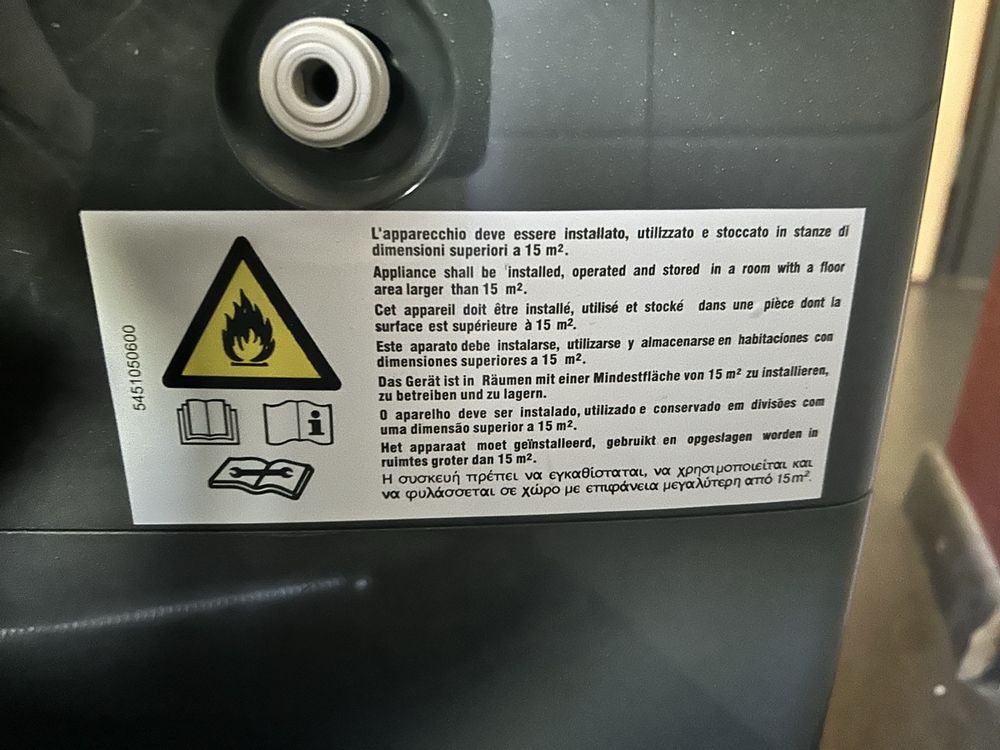 L'apparecchio deve essere installato, utilizzato e stoccato in stanze di
dimensioni superiori a 15 m².
Appliance shall be installed, operated and stored in a room with a floor
area larger than 15 m².
Cet appareil doit être installé, utilisé et stocké dans une pièce dont la
surface est supérieure à 15 m².
Este aparato debe instalarse, utilizarse y almacenarse en habitaciones con
dimensiones superiores a 15 m².
Das Gerät ist in Räumen mit einer Mindestfläche von 15 m² zu installieren,
zu betreiben und zu lagern.
O aparelho deve ser instalado, utilizado e conservado em divisões com
uma dimensão superior a 15 m².
Het apparaat moet geïnstalleerd, gebruikt en opgeslagen worden in
ruimtes groter dan 15 m².
Η συσκευή πρέπει να εγκαθίσταται, να χρησιμοποιείται και
να φυλάσσεται σε χώρο με επιφάνεια μεγαλύτερη από 15m².
5451050600
i